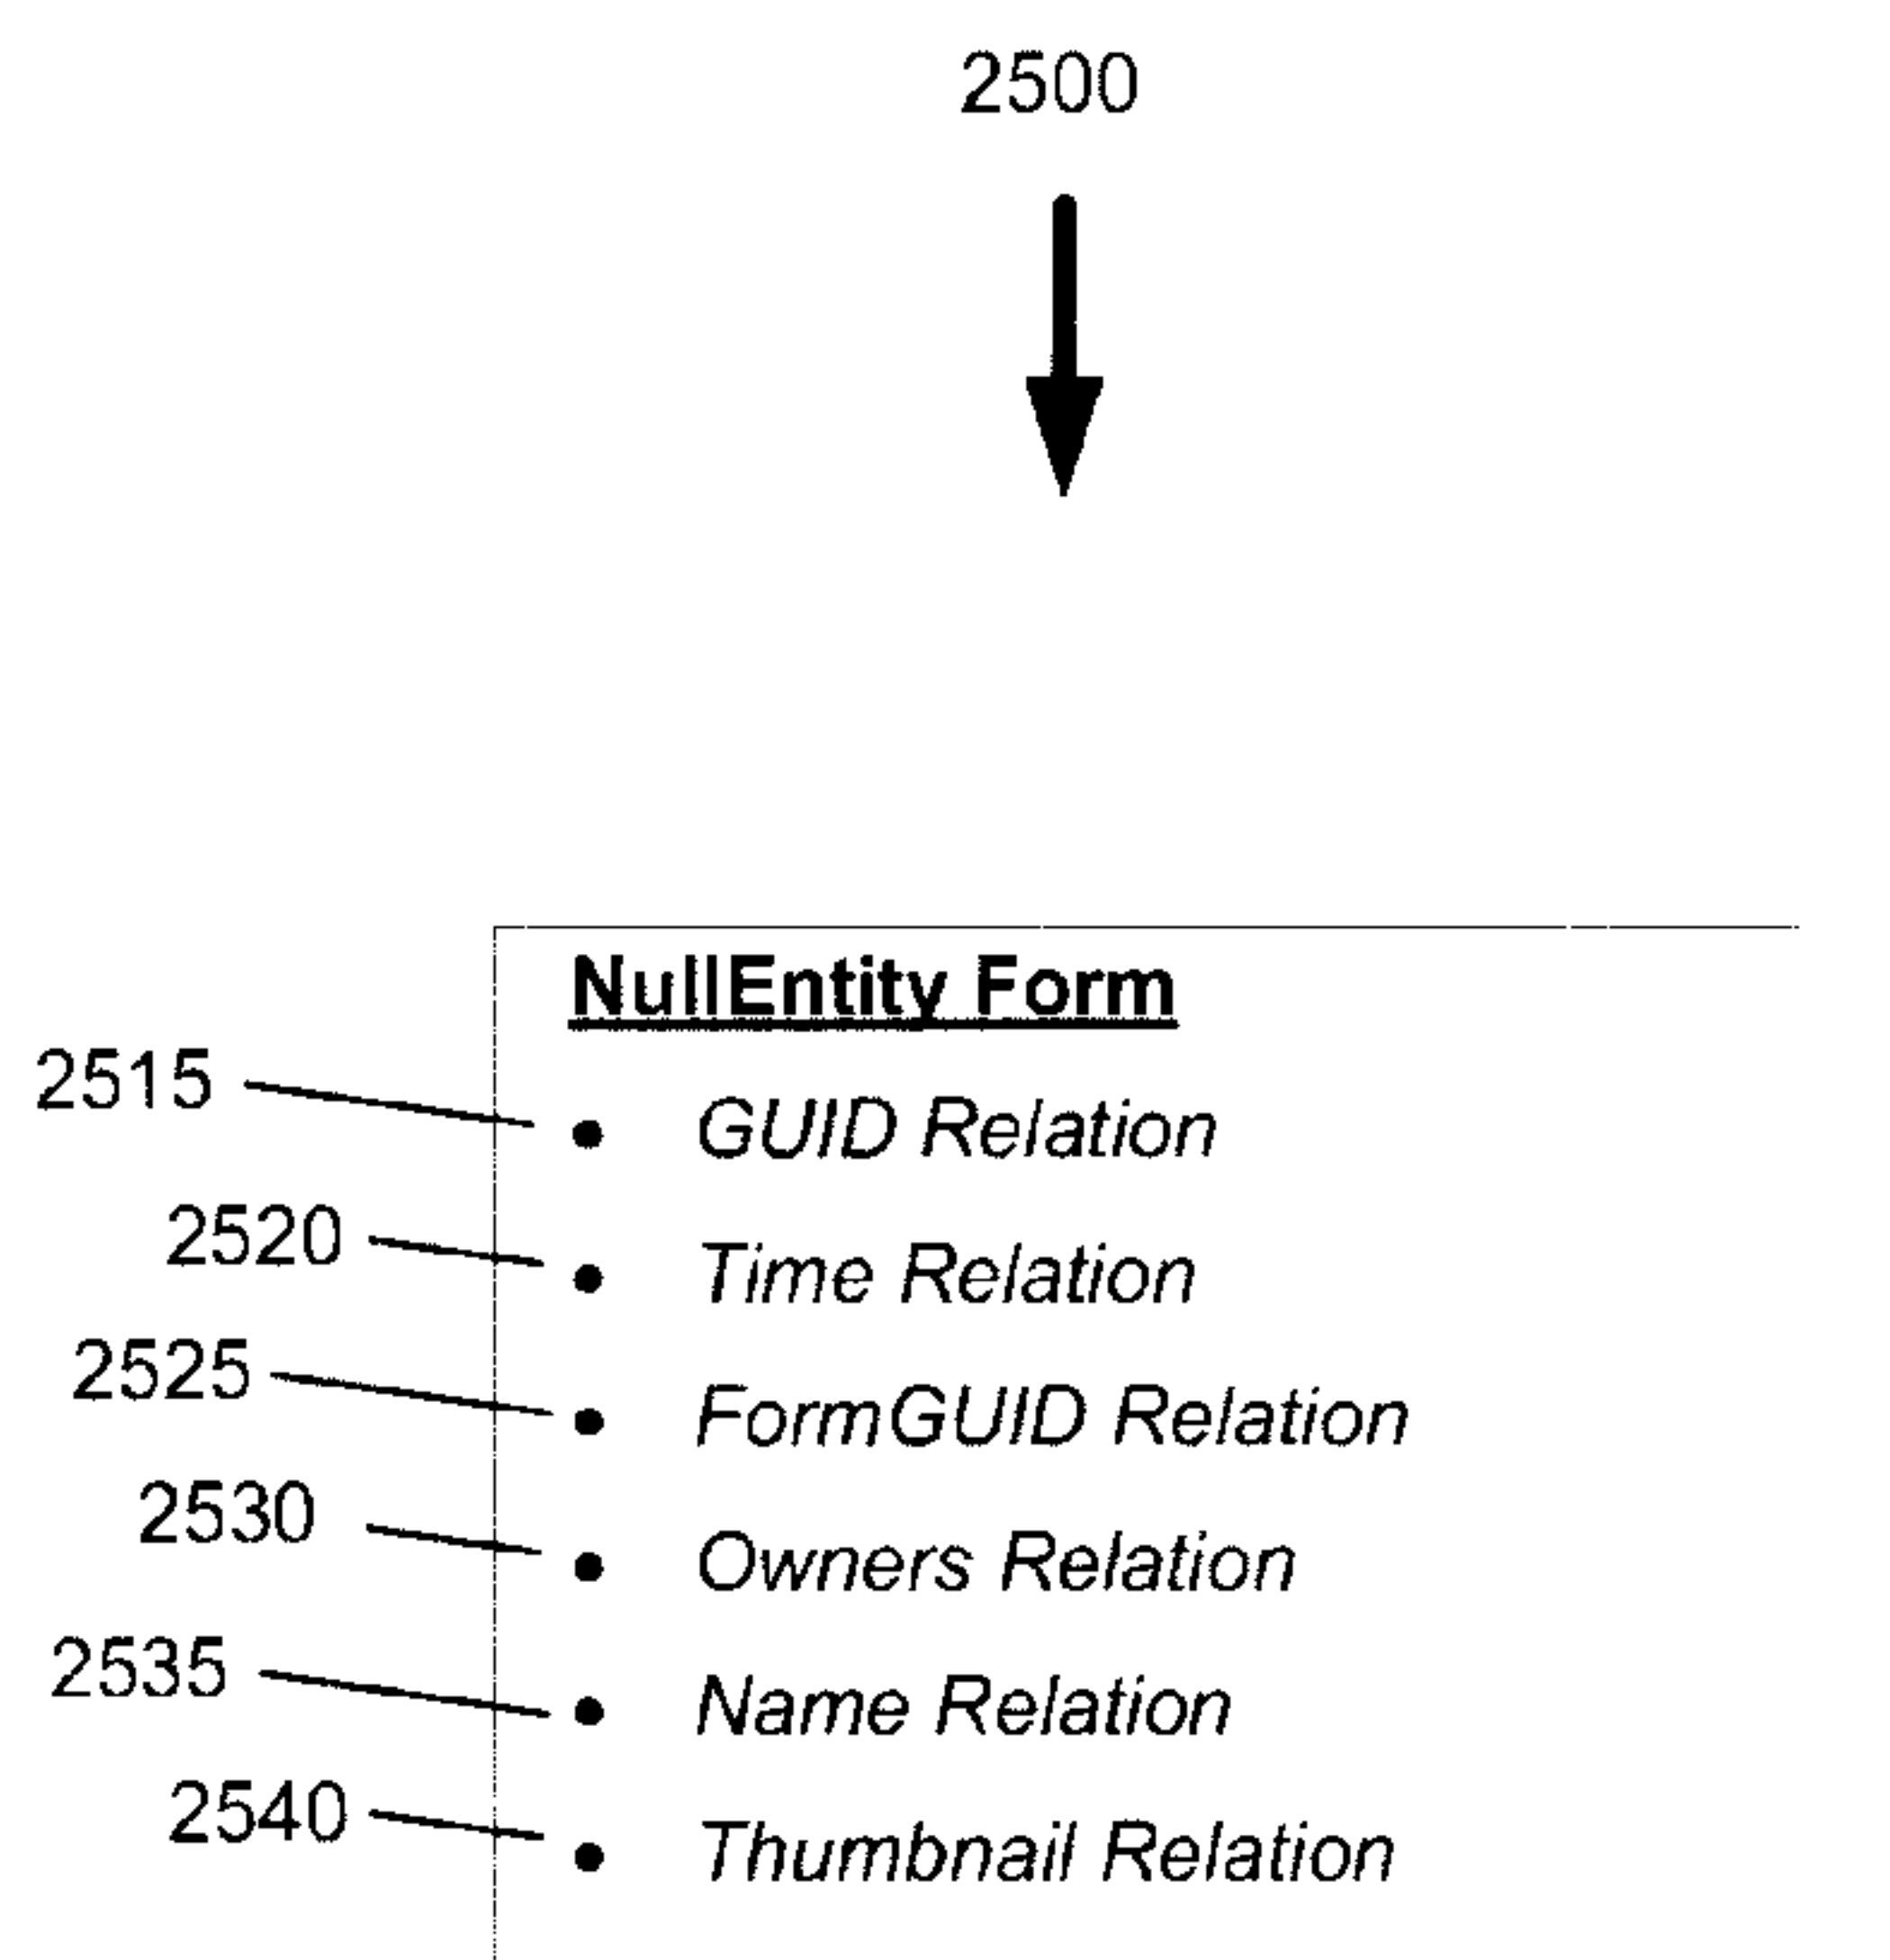 2500
NullEntity Form
2515 • GUID Relation
2520 • Time Relation
2525 • FormGUID Relation
2530 • Owners Relation
2535 • Name Relation
2540 • Thumbnail Relation